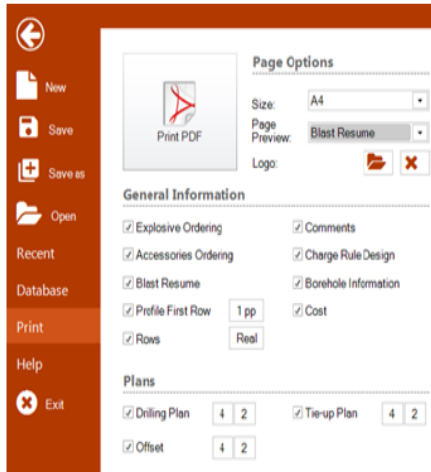 New
Save
Save as
Open
Recent
Database
Print
Help
Exit
Print PDF
Page Options
Size: A4
Page Preview: Blast Resume
Logo:
General Information
Explosive Ordering
Comments
Accessories Ordering
Charge Rule Design
Blast Resume
Borehole Information
Profile First Row 1 pp
Cost
Rows Real
Plans
Drilling Plan 4 2
Tie-up Plan 4 2
Offset 4 2